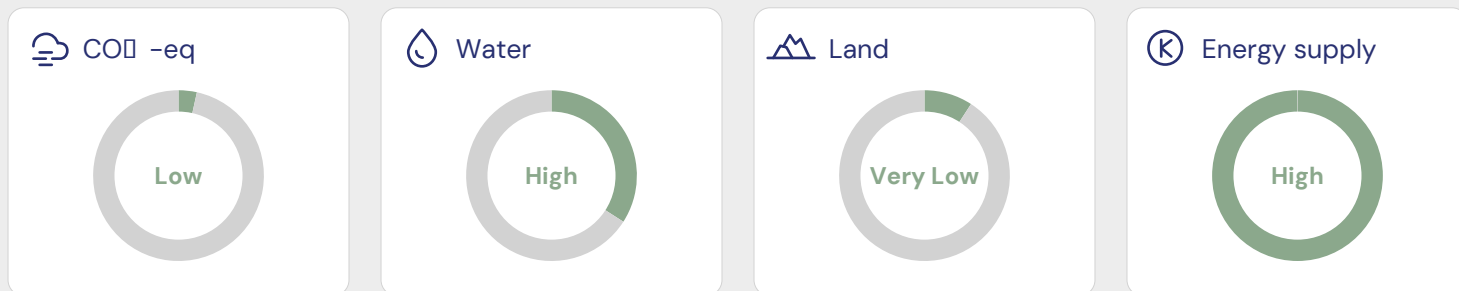 CO▯ -eq
Water
Land
Energy supply
Low
High
Very Low
High